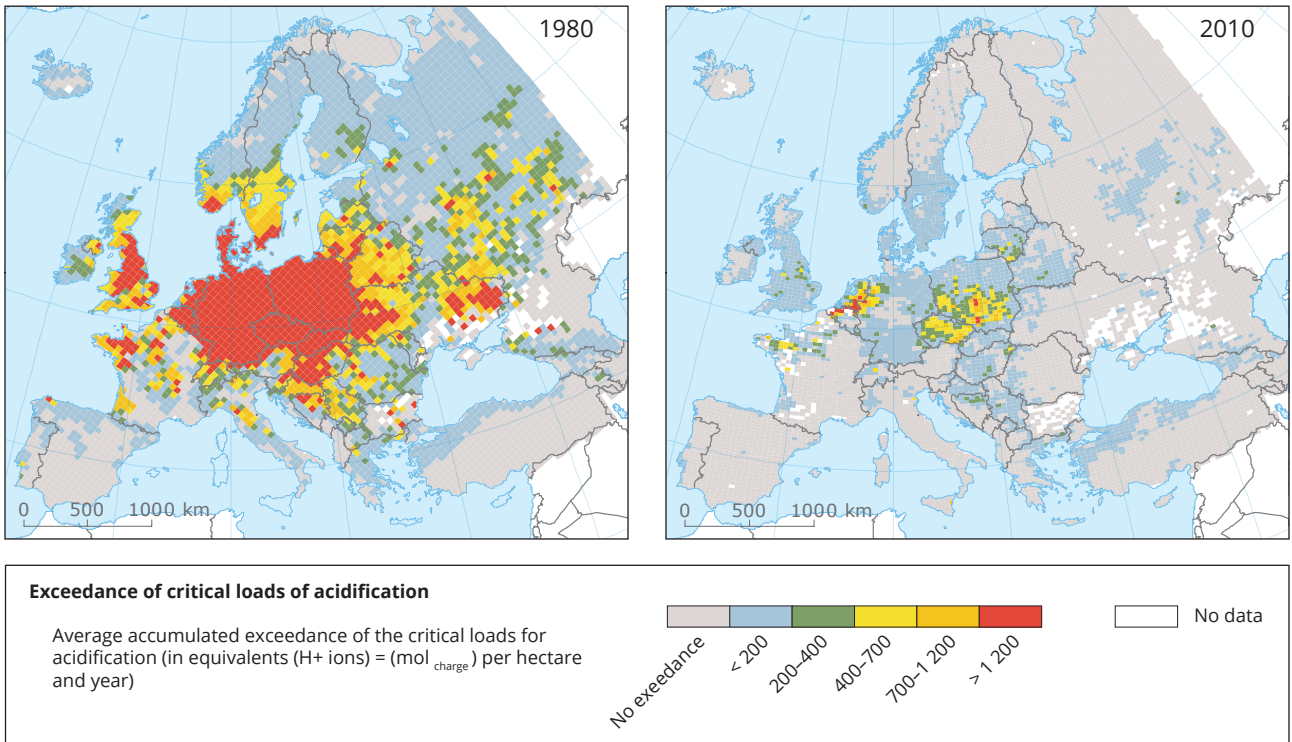 1980
2010
0 500 1000 km
0 500 1000 km
Exceedance of critical loads of acidification
Average accumulated exceedance of the critical loads for
acidification (in equivalents (H+ ions) = (mol charge) per hectare
and year)
No exeedance
< 200
200–400
400–700
700–1 200
> 1 200
No data